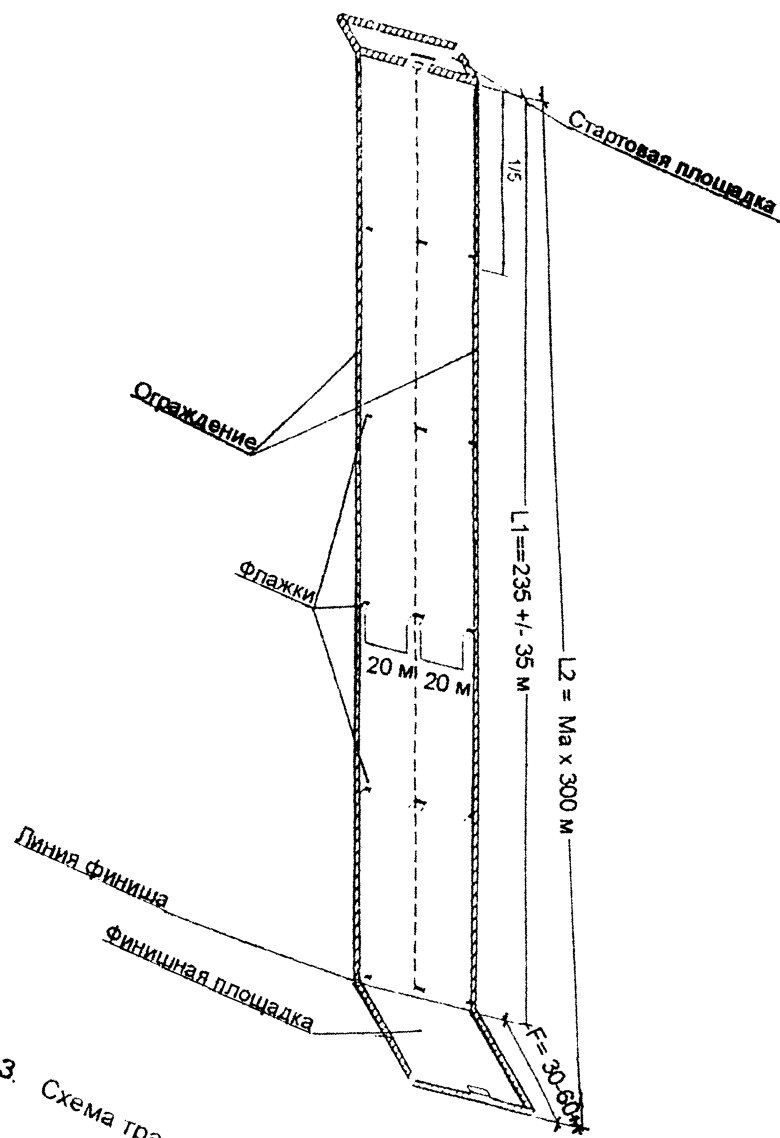 Стартовая площадка
1/5
Ограждение
L1==235 +/- 35 м
Флажки
20 м 20 м
L2 = Ma x 300 м
Линия финиша
Финишная площадка
F= 30-60м
3. Схема тра